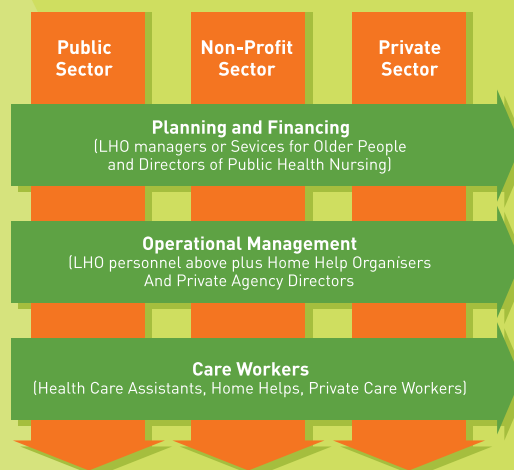 Public
Sector
Non-Profit
Sector
Private
Sector
Planning and Financing
(LHO managers or Sevices for Older People
and Directors of Public Health Nursing)
Operational Management
(LHO personnel above plus Home Help Organísers
And Private Agency Directors
Care Workers
(Health Care Assistants, Home Helps, Private Care Workers)